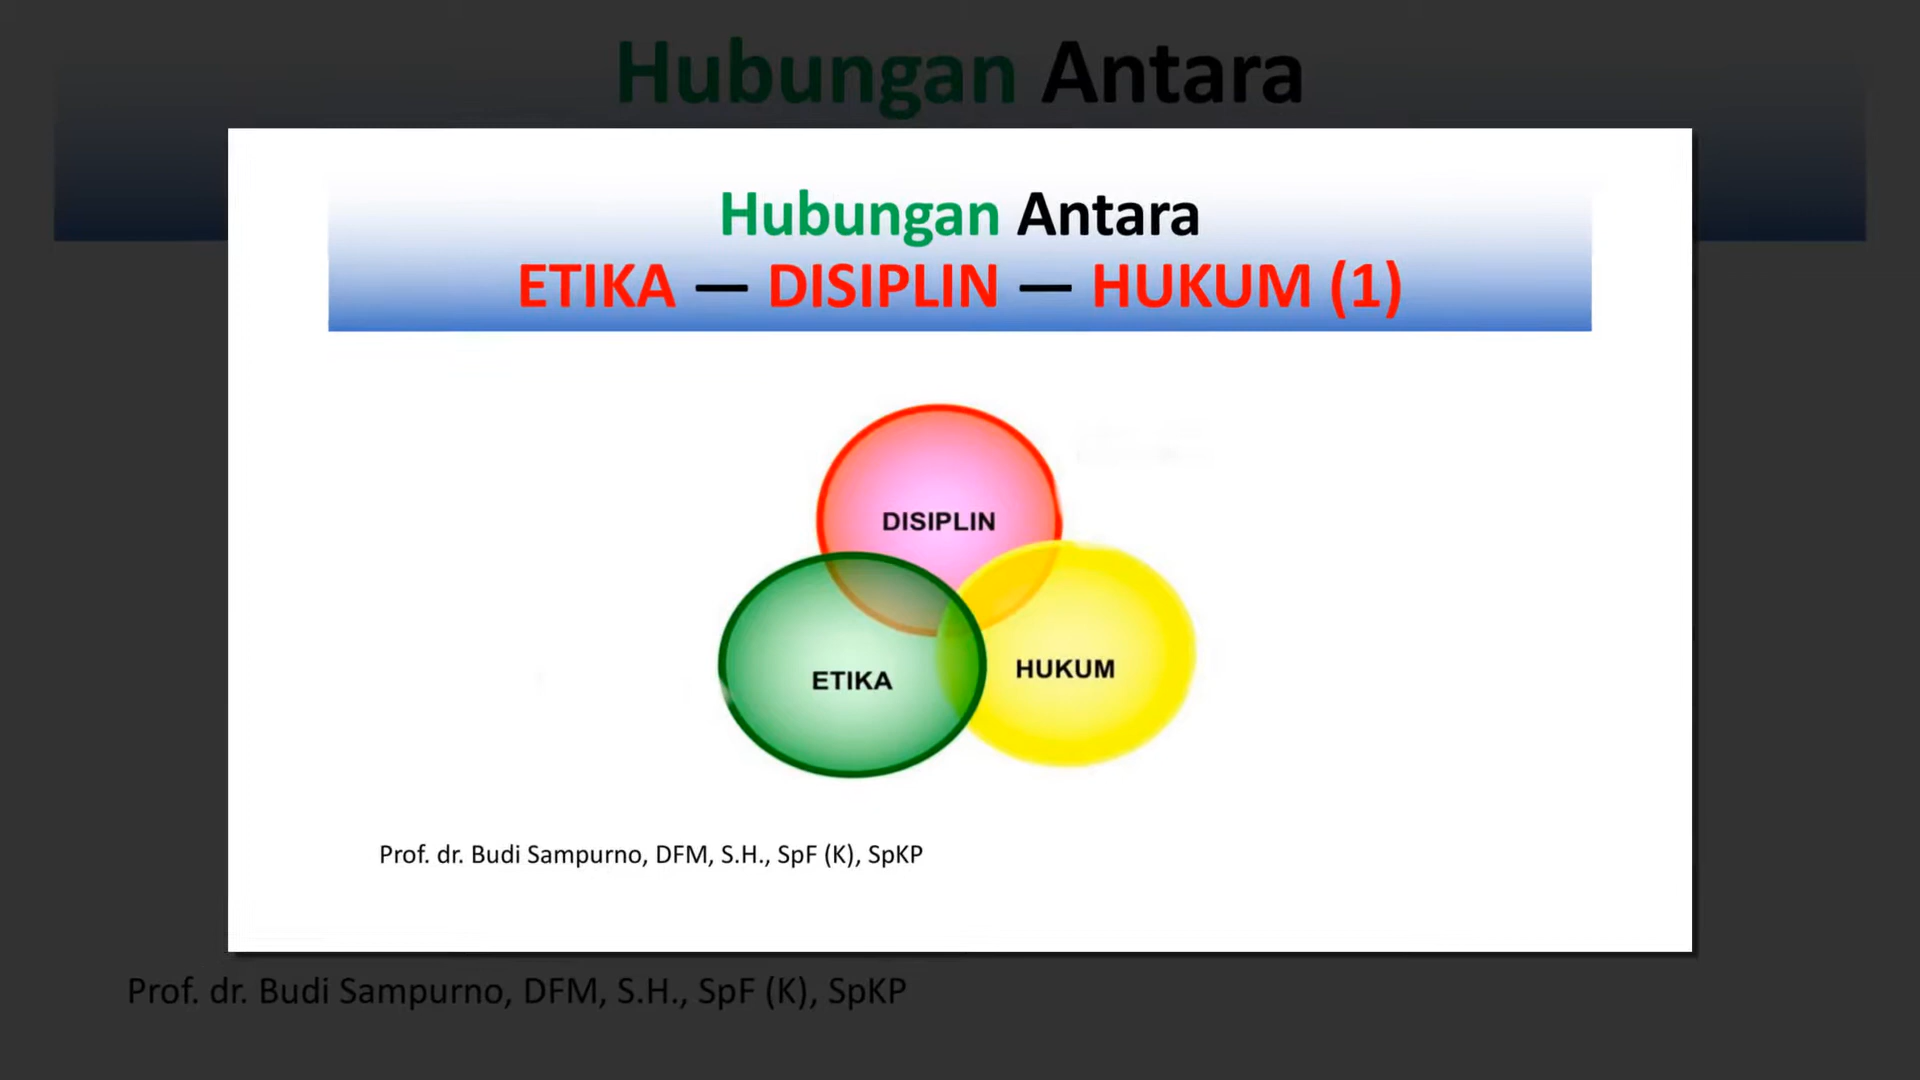 Hubungan Antara
Hubungan Antara
ETIKA — DISIPLIN — HUKUM (1)
DISIPLIN
ETIKA
HUKUM
Prof. dr. Budi Sampurno, DFM, S.H., SpF (K), SpKP
Prof. dr. Budi Sampurno, DFM, S.H., SpF (K), SpKP